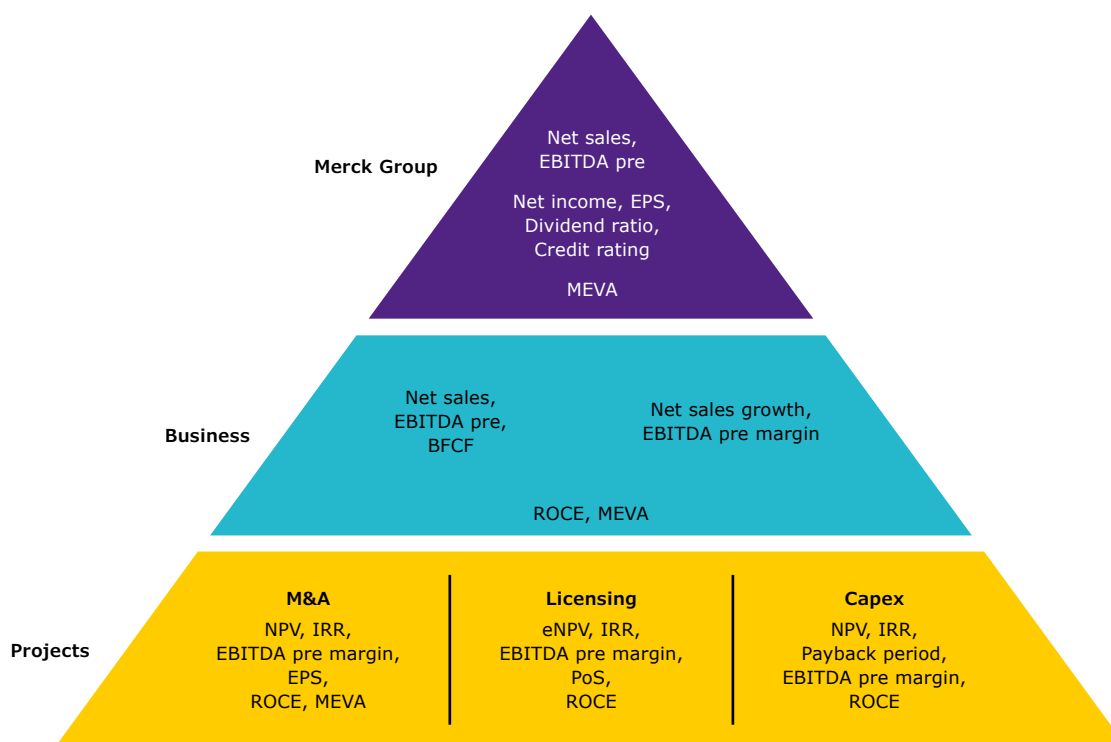 Merck Group
Net sales,
EBITDA pre
Net income, EPS,
Dividend ratio,
Credit rating
MEVA
Business
Net sales,
EBITDA pre,
BFCF
Net sales growth,
EBITDA pre margin
ROCE, MEVA
Projects
M&A
NPV, IRR,
EBITDA pre margin,
EPS,
ROCE, MEVA
Licensing
eNPV, IRR,
EBITDA pre margin,
PoS,
ROCE
Capex
NPV, IRR,
Payback period,
EBITDA pre margin,
ROCE